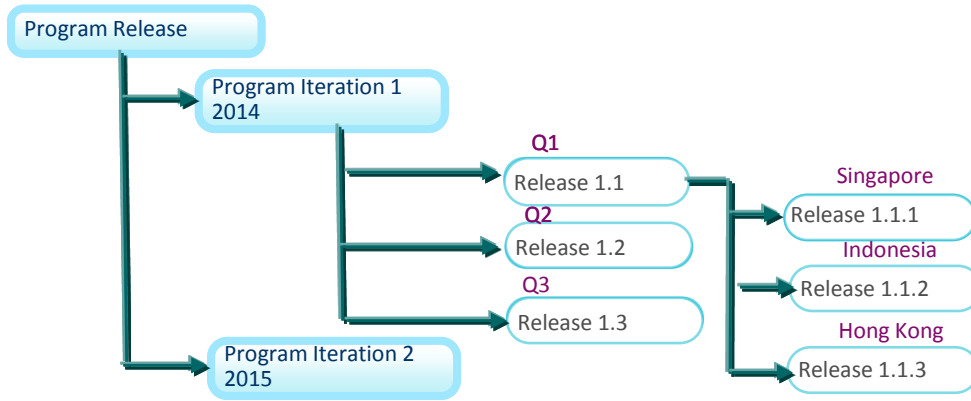 Program Release
Program Iteration 1
2014
Q1
Release 1.1
Singapore
Release 1.1.1
Q2
Release 1.2
Indonesia
Release 1.1.2
Q3
Release 1.3
Hong Kong
Release 1.1.3
Program Iteration 2
2015